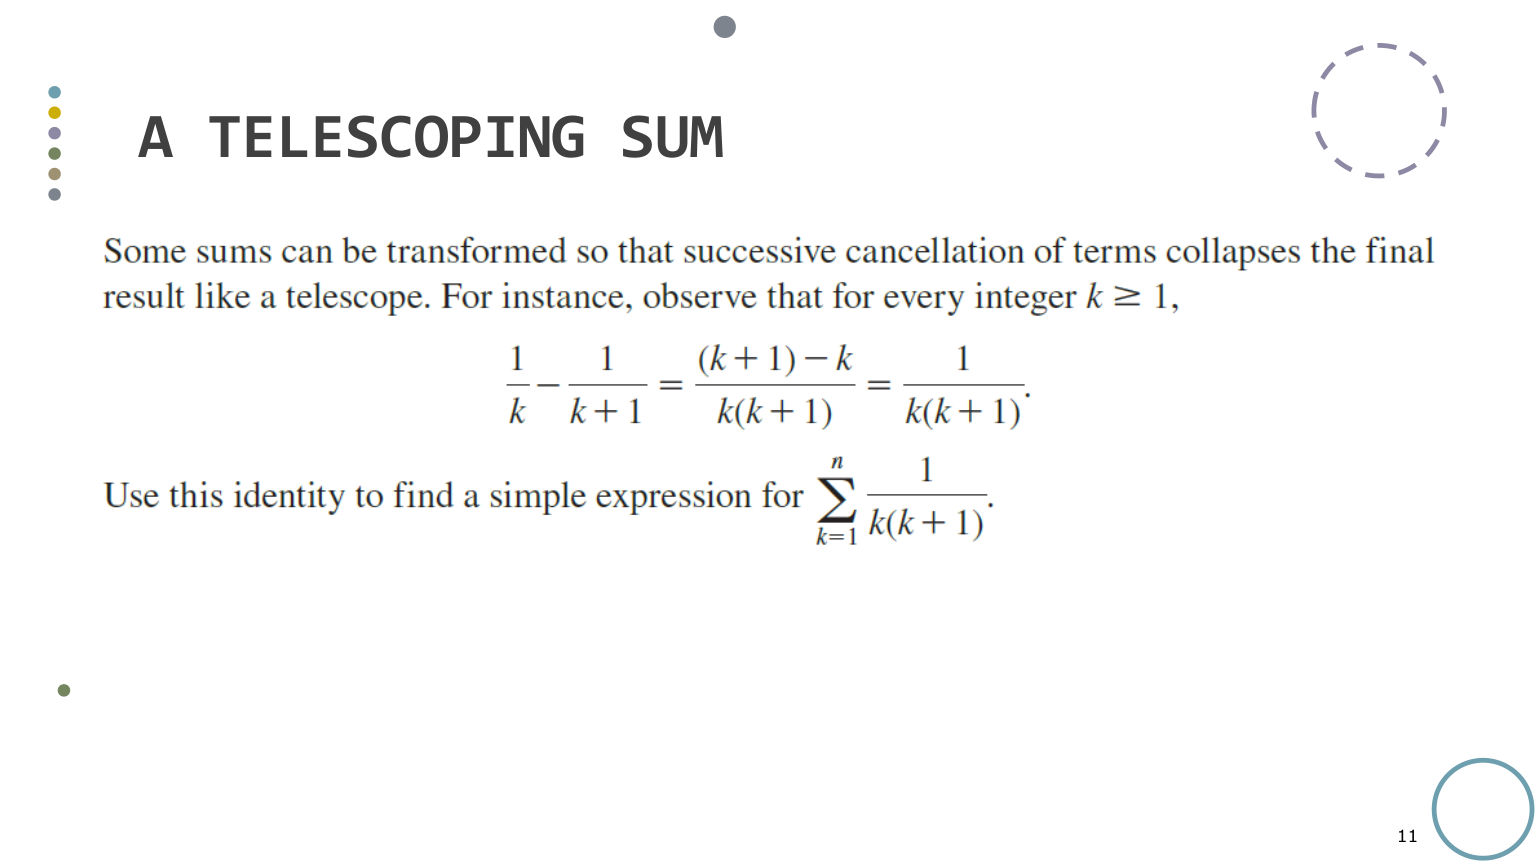 A TELESCOPING SUM
Some sums can be transformed so that successive cancellation of terms collapses the final
result like a telescope. For instance, observe that for every integer k ≥ 1,
1/k − 1/(k + 1) = ((k + 1) − k)/(k(k + 1)) = 1/(k(k + 1)).
Use this identity to find a simple expression for ∑_{k=1}^{n} 1/(k(k + 1)).
11